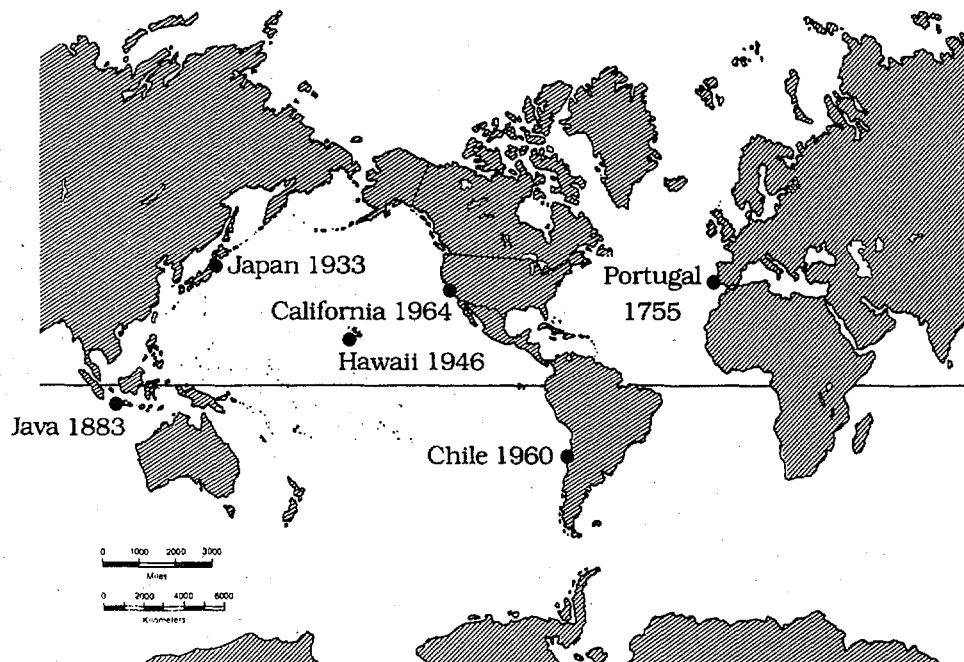 Japan 1933
Portugal
1755
California 1964
Hawaii 1946
Java 1883
Chile 1960
0 1000 2000 3000
Miles
0 2000 4000 6000
Kilometers